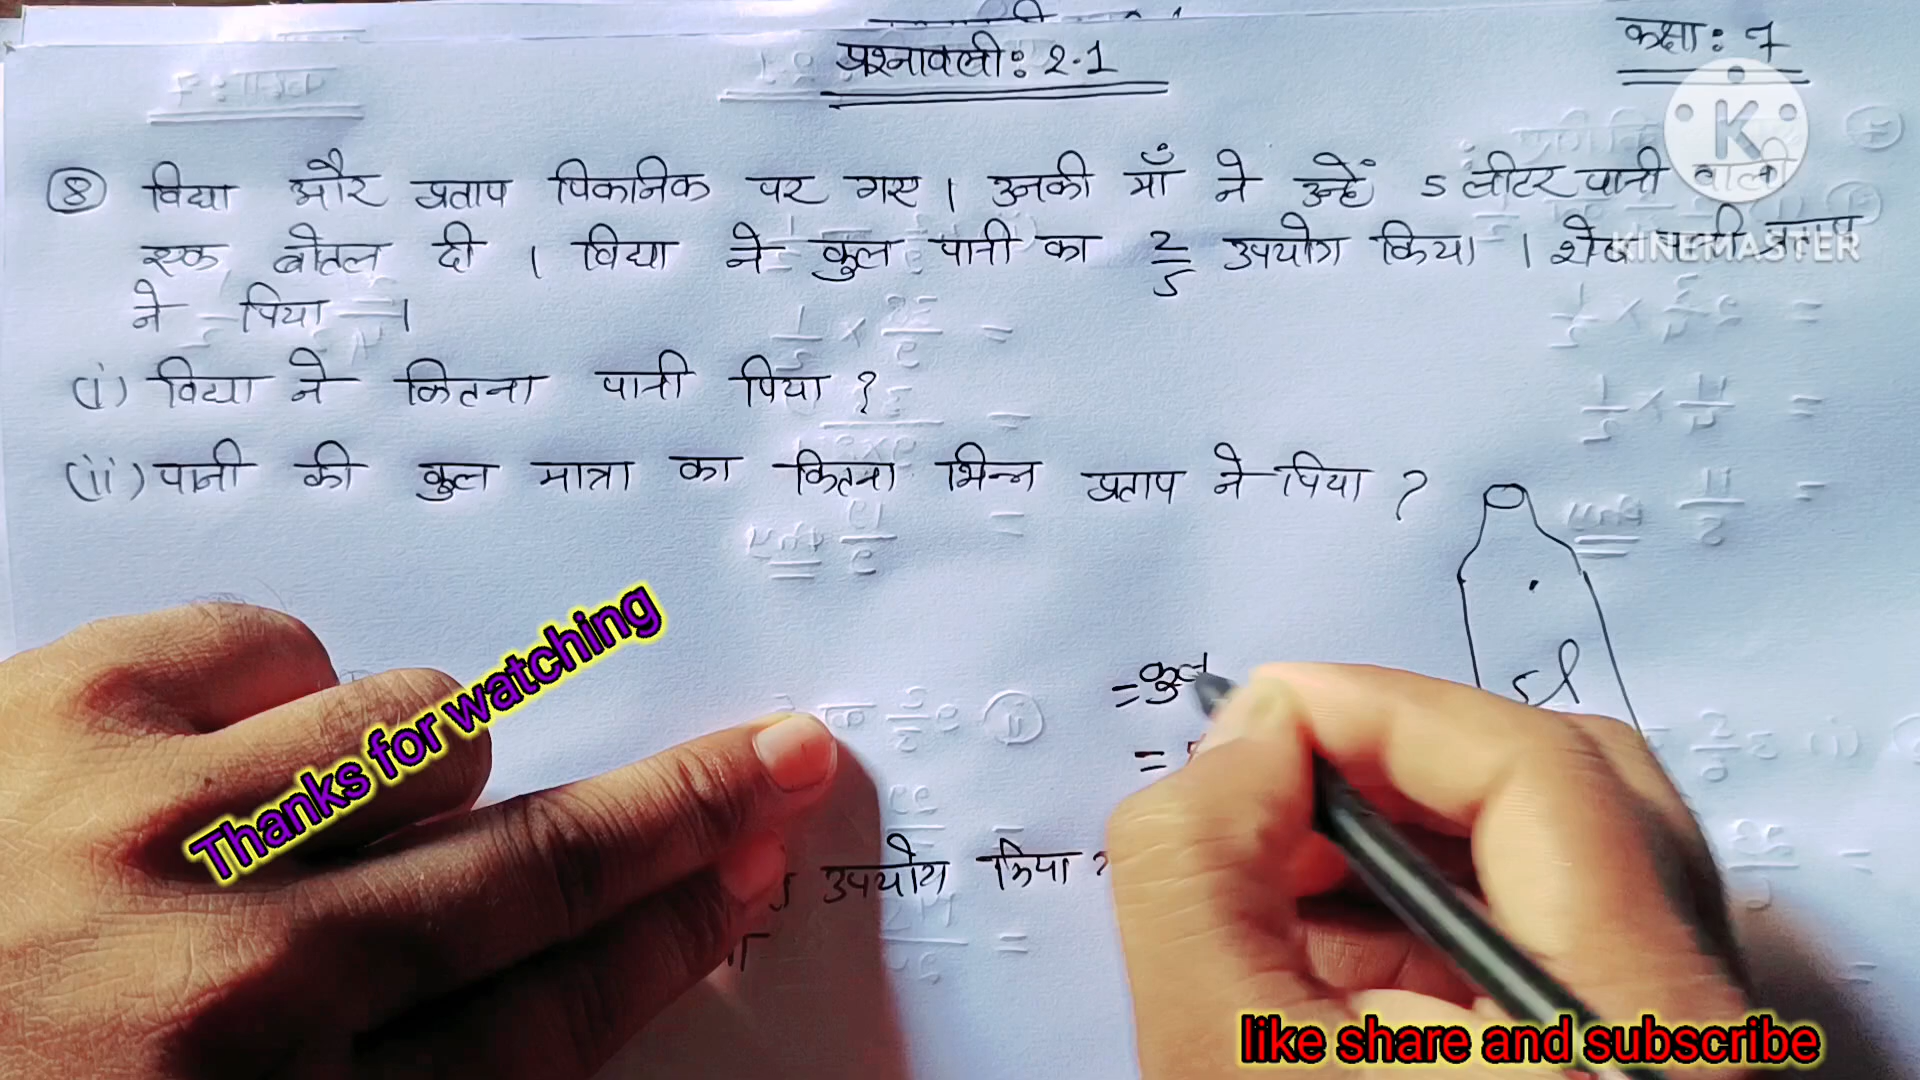 प्रश्नावली: 2.1
कक्षा: 7
K
KINEMASTER
8 विद्या और प्रताप पिकनिक पर गए । उनकी माँ ने उन्हें 5 लीटर पानी वाली
एक बोतल दी । विद्या ने कुल पानी का 2/5 उपयोग किया । शेष पानी प्रताप
ने पिया ।
(i) विद्या ने कितना पानी पिया ?
(ii) पानी की कुल मात्रा का कितना भिन्न प्रताप ने पिया ?
5l
= कुल
=
उपयोग किया ?
Thanks for watching
like share and subscribe